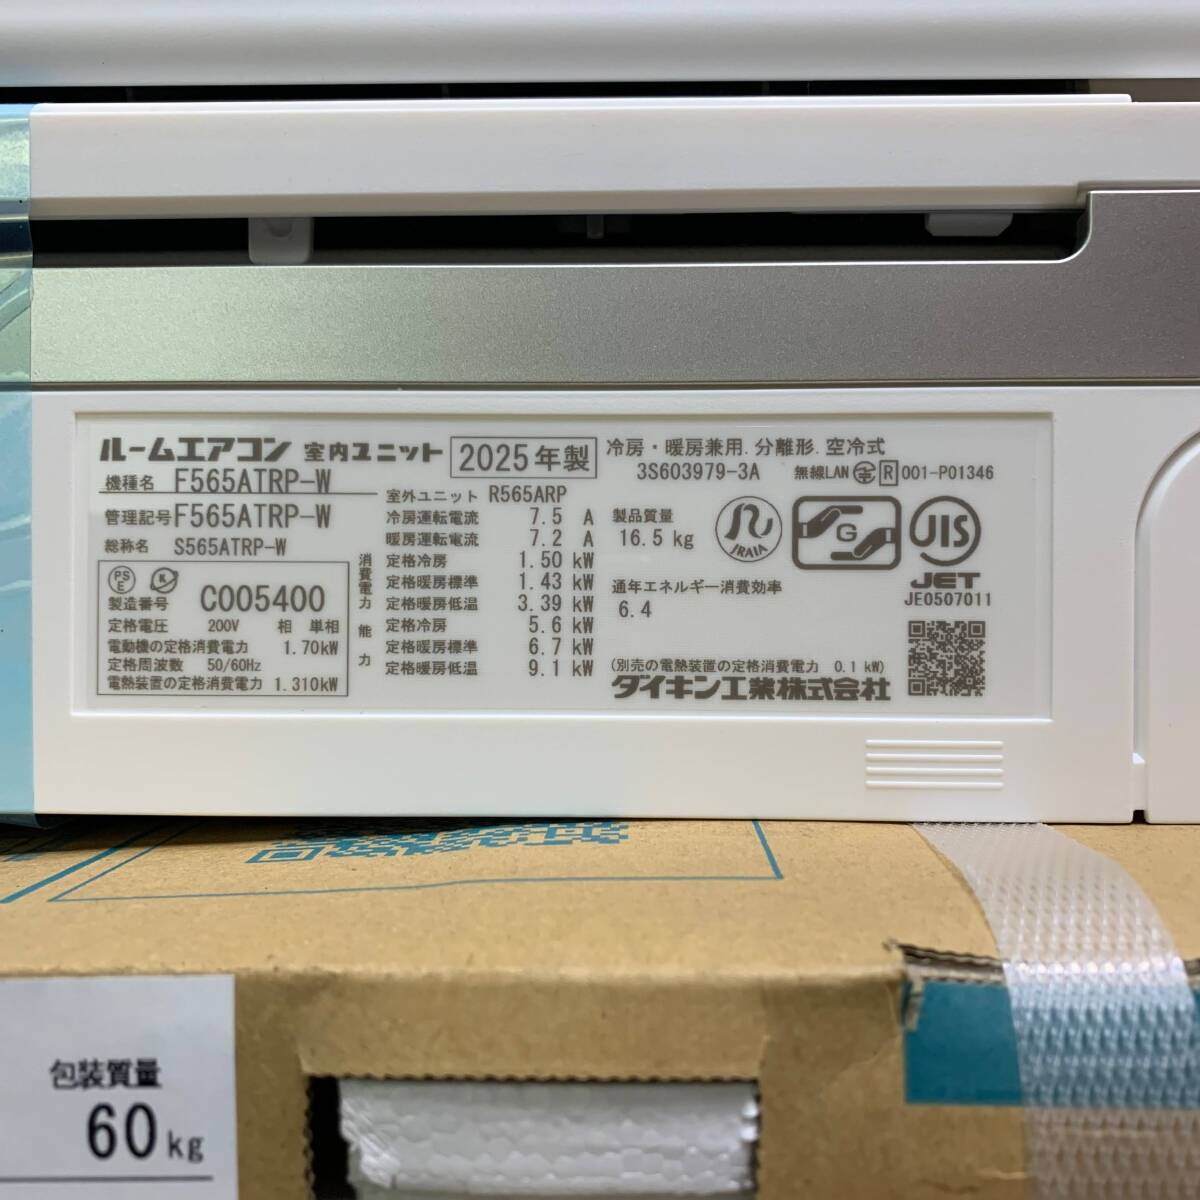 ルームエアコン 室内ユニット 2025年製 冷房・暖房兼用.分離形.空冷式
3S603979-3A 無線LAN R 001-P01346
機種名 F565ATRP-W
管理記号 F565ATRP-W
総称名 S565ATRP-W
PSE
製造番号 C005400
定格電圧 200V 相 単相
電動機の定格消費電力 1.70kW
定格周波数 50/60Hz
電熱装置の定格消費電力 1.310kW
室外ユニット R565ARP
冷房運転電流 7.5 A
暖房運転電流 7.2 A
消費電力
定格冷房 1.50 kW
定格暖房標準 1.43 kW
定格暖房低温 3.39 kW
能力
定格冷房 5.6 kW
定格暖房標準 6.7 kW
定格暖房低温 9.1 kW
製品質量
16.5 kg
通年エネルギー消費効率
6.4
JRAIA
G
JIS
JET
JE0507011
(別売の電熱装置の定格消費電力 0.1 kW)
ダイキン工業株式会社
包装質量
60kg